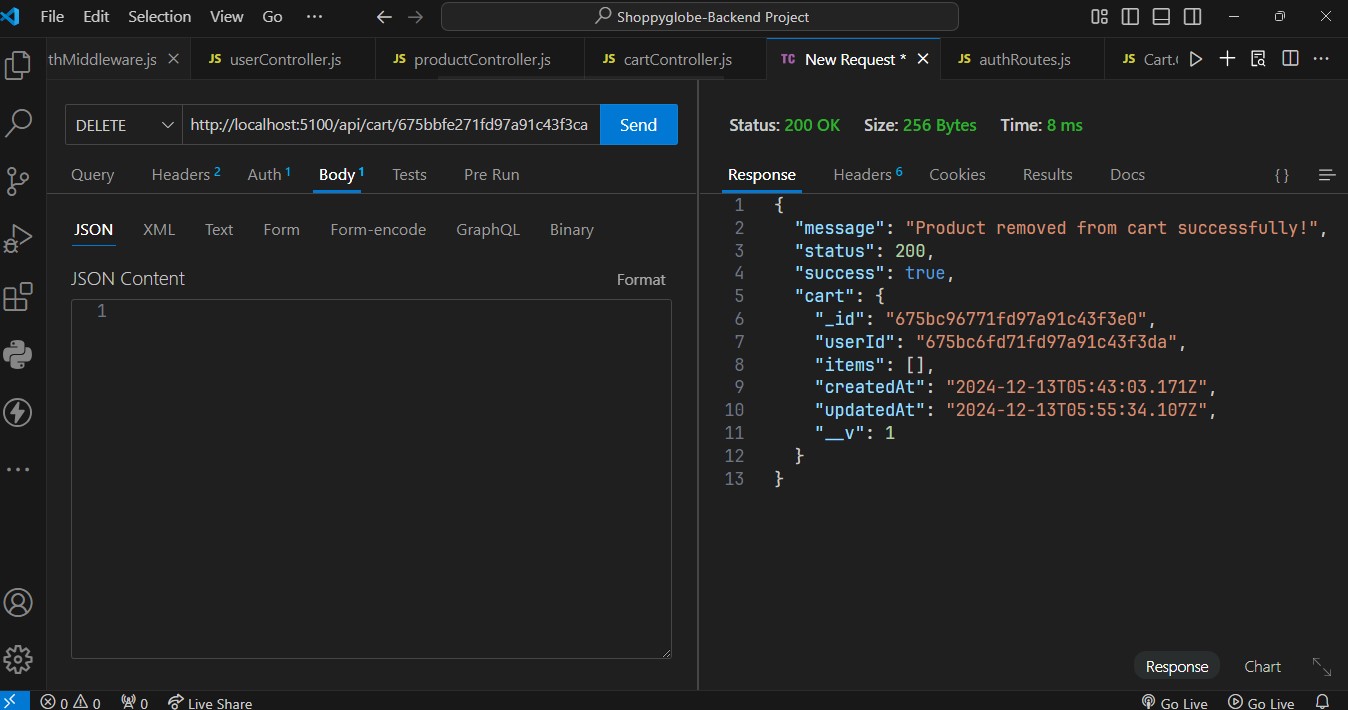 File Edit Selection View Go ··· Shoppyglobe-Backend Project
thMiddleware.js JS userController.js JS productController.js JS cartController.js TC New Request * JS authRoutes.js JS Cart.
DELETE http://localhost:5100/api/cart/675bbfe271fd97a91c43f3ca Send
Query Headers 2 Auth 1 Body 1 Tests Pre Run
JSON XML Text Form Form-encode GraphQL Binary
JSON Content Format
1
Status: 200 OK Size: 256 Bytes Time: 8 ms
Response Headers 6 Cookies Results Docs { }
1 {
2 "message": "Product removed from cart successfully!",
3 "status": 200,
4 "success": true,
5 "cart": {
6 "_id": "675bc96771fd97a91c43f3e0",
7 "userId": "675bc6fd71fd97a91c43f3da",
8 "items": [],
9 "createdAt": "2024-12-13T05:43:03.171Z",
10 "updatedAt": "2024-12-13T05:55:34.107Z",
11 "__v": 1
12 }
13 }
Response Chart
0 0 0 Live Share Go Live Go Live